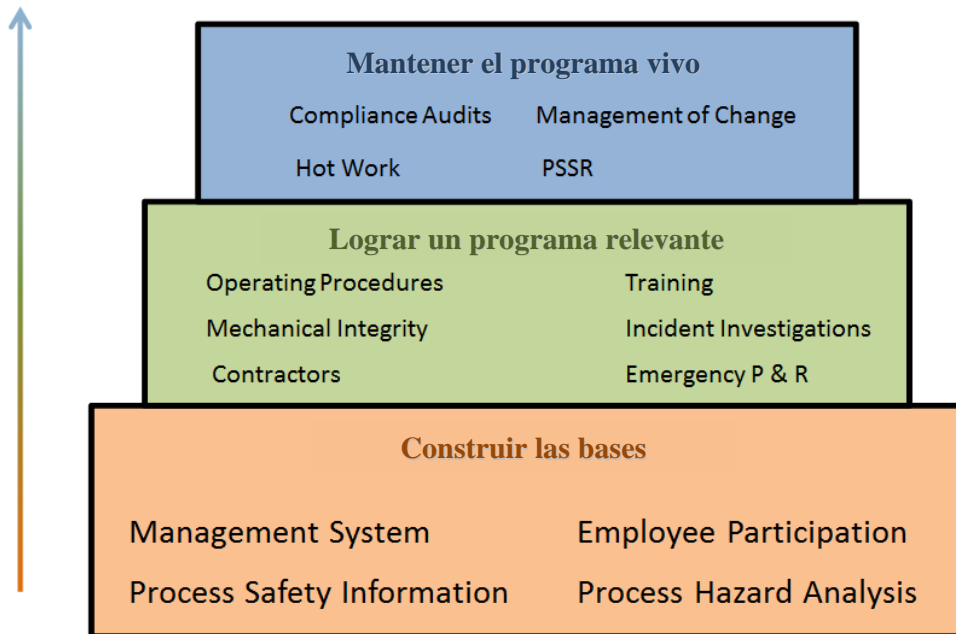 Mantener el programa vivo
Compliance Audits Management of Change
Hot Work PSSR
Lograr un programa relevante
Operating Procedures Training
Mechanical Integrity Incident Investigations
Contractors Emergency P & R
Construir las bases
Management System Employee Participation
Process Safety Information Process Hazard Analysis